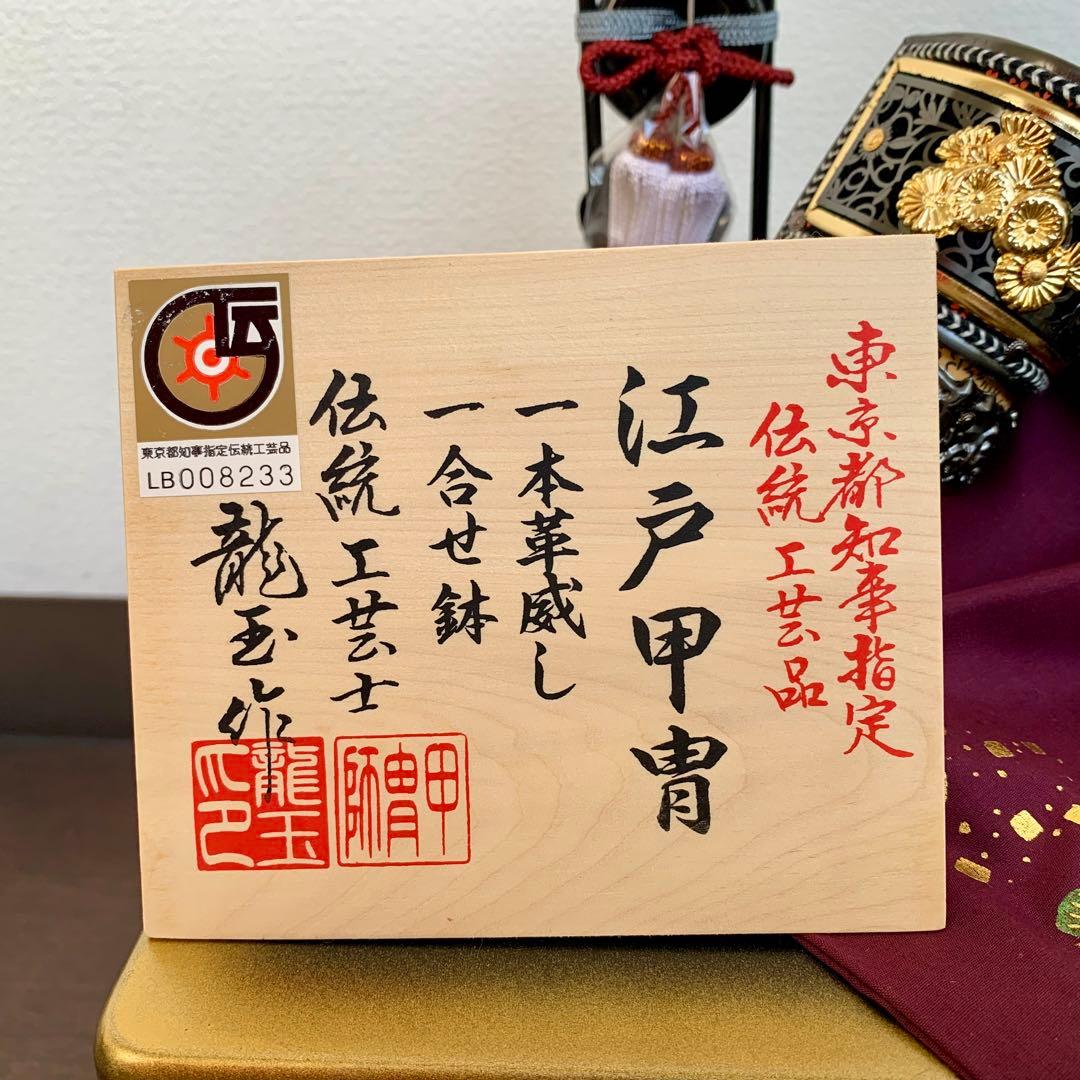 東京都知事指定
伝統工芸品
江戸甲冑
一本革威し
一合せ鉢
伝統工芸士
龍玉作
甲冑師
龍玉印
伝
東京都知事指定伝統工芸品
LB008233